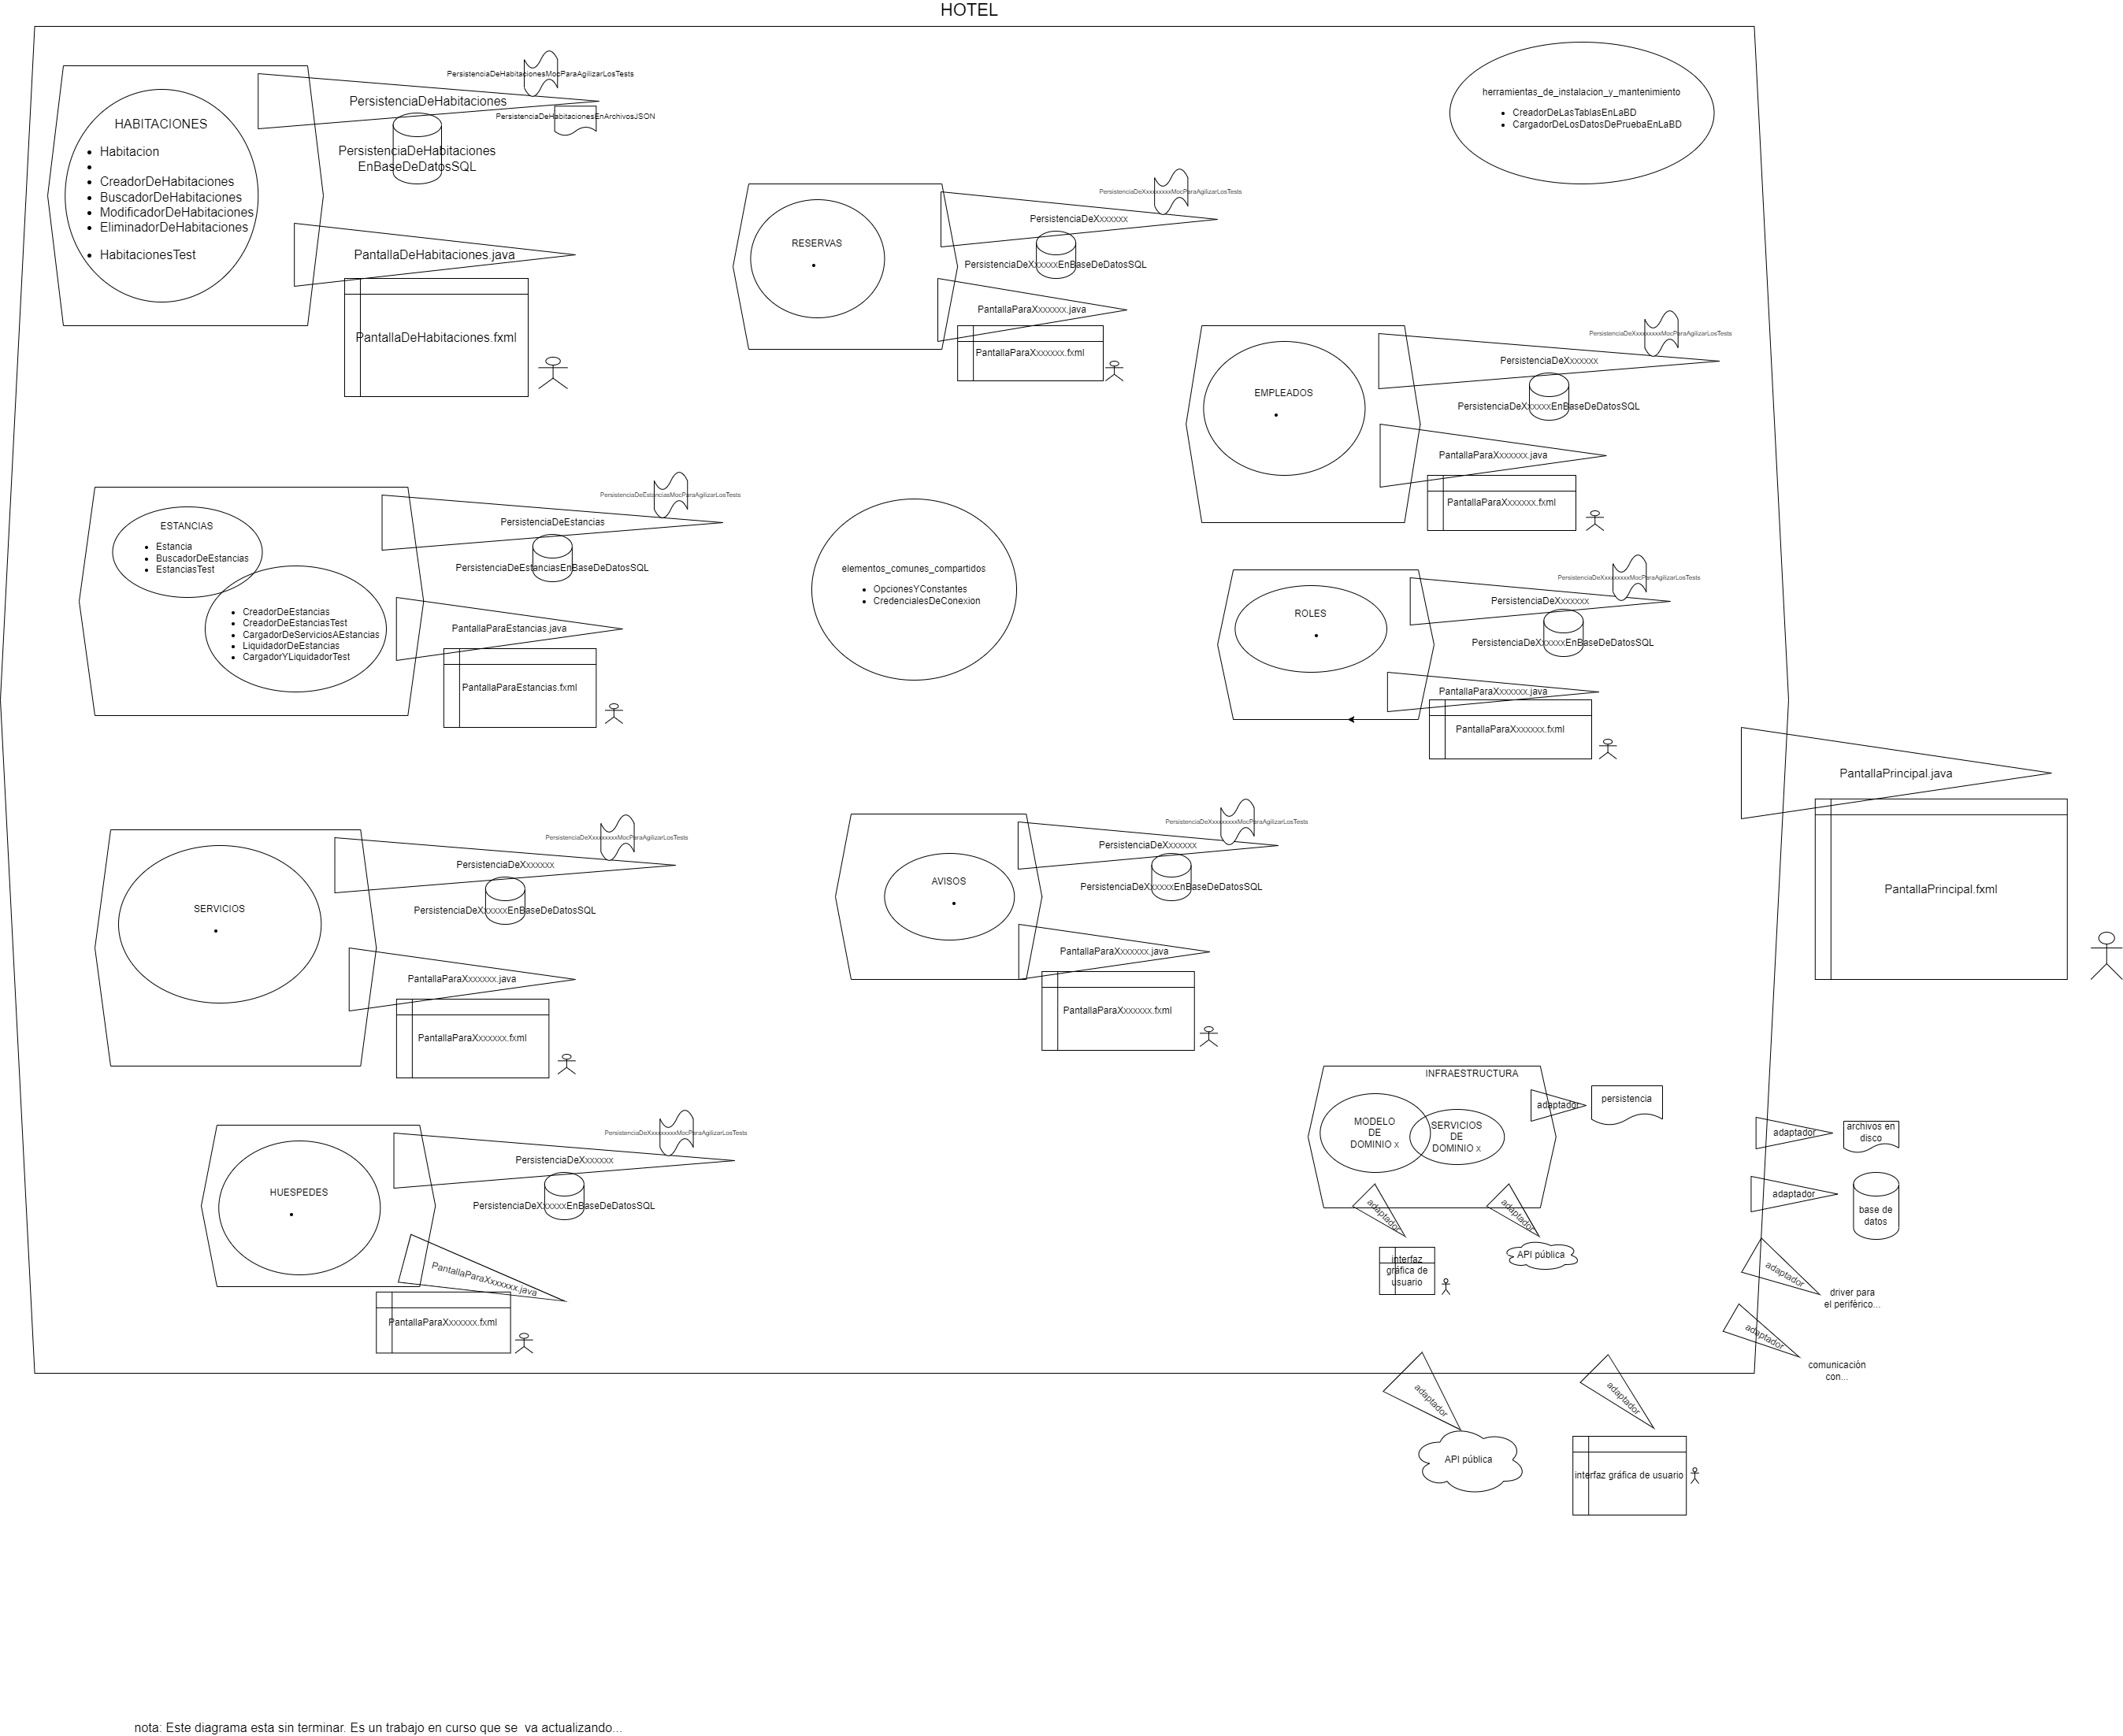 HOTEL
PersistenciaDeHabitacionesMocParaAgilizarLosTests
PersistenciaDeHabitaciones
PersistenciaDeHabitacionesEnArchivosJSON
PersistenciaDeHabitaciones
EnBaseDeDatosSQL
HABITACIONES
Habitacion
CreadorDeHabitaciones
BuscadorDeHabitaciones
ModificadorDeHabitaciones
EliminadorDeHabitaciones
HabitacionesTest
PantallaDeHabitaciones.java
PantallaDeHabitaciones.fxml
herramientas_de_instalacion_y_mantenimiento
CreadorDeLasTablasEnLaBD
CargadorDeLosDatosDePruebaEnLaBD
PersistenciaDeXxxxxxxxMocParaAgilizarLosTests
PersistenciaDeXxxxxxx
RESERVAS
PersistenciaDeXxxxxxEnBaseDeDatosSQL
PantallaParaXxxxxxx.java
PantallaParaXxxxxxx.fxml
PersistenciaDeXxxxxxxxMocParaAgilizarLosTests
PersistenciaDeXxxxxxx
EMPLEADOS
PersistenciaDeXxxxxxEnBaseDeDatosSQL
PantallaParaXxxxxxx.java
PantallaParaXxxxxxx.fxml
PersistenciaDeEstanciasMocParaAgilizarLosTests
PersistenciaDeEstancias
ESTANCIAS
Estancia
BuscadorDeEstancias
EstanciasTest
PersistenciaDeEstanciasEnBaseDeDatosSQL
CreadorDeEstancias
CreadorDeEstanciasTest
CargadorDeServiciosAEstancias
LiquidadorDeEstancias
CargadorYLiquidadorTest
PantallaParaEstancias.java
PantallaParaEstancias.fxml
elementos_comunes_compartidos
OpcionesYConstantes
CredencialesDeConexion
PersistenciaDeXxxxxxxxMocParaAgilizarLosTests
PersistenciaDeXxxxxxx
ROLES
PersistenciaDeXxxxxxEnBaseDeDatosSQL
PantallaParaXxxxxxx.java
PantallaParaXxxxxxx.fxml
PantallaPrincipal.java
PantallaPrincipal.fxml
PersistenciaDeXxxxxxxxMocParaAgilizarLosTests
PersistenciaDeXxxxxxx
SERVICIOS
PersistenciaDeXxxxxxEnBaseDeDatosSQL
PantallaParaXxxxxxx.java
PantallaParaXxxxxxx.fxml
PersistenciaDeXxxxxxxxMocParaAgilizarLosTests
PersistenciaDeXxxxxxx
AVISOS
PersistenciaDeXxxxxxEnBaseDeDatosSQL
PantallaParaXxxxxxx.java
PantallaParaXxxxxxx.fxml
PersistenciaDeXxxxxxxxMocParaAgilizarLosTests
PersistenciaDeXxxxxxx
HUESPEDES
PersistenciaDeXxxxxxEnBaseDeDatosSQL
PantallaParaXxxxxxx.java
PantallaParaXxxxxxx.fxml
INFRAESTRUCTURA
MODELO
DE
DOMINIO x
SERVICIOS
DE
DOMINIO x
adaptador
persistencia
adaptador
adaptador
interfaz
gráfica de
usuario
API pública
adaptador
archivos en
disco
adaptador
base de
datos
adaptador
driver para
el periférico...
adaptador
comunicación
con...
adaptador
API pública
adaptador
interfaz gráfica de usuario
nota: Este diagrama esta sin terminar. Es un trabajo en curso que se  va actualizando...